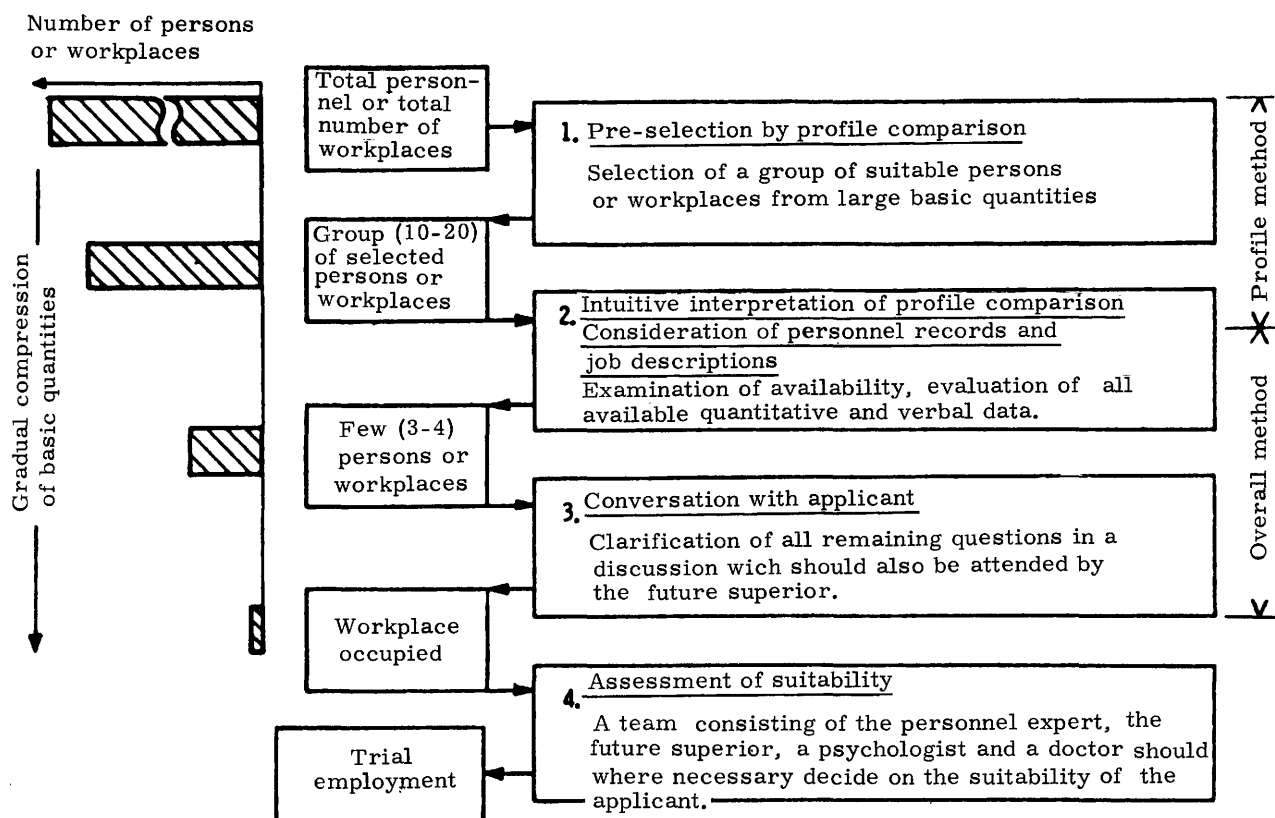 Number of persons
or workplaces
Total person-
nel or total
number of
workplaces
1. Pre-selection by profile comparison
Selection of a group of suitable persons
or workplaces from large basic quantities
Group (10-20)
of selected
persons or
workplaces
2. Intuitive interpretation of profile comparison
Consideration of personnel records and
job descriptions
Examination of availability, evaluation of all
available quantitative and verbal data.
Few (3-4)
persons or
workplaces
3. Conversation with applicant
Clarification of all remaining questions in a
discussion wich should also be attended by
the future superior.
Workplace
occupied
4. Assessment of suitability
A team consisting of the personnel expert, the
future superior, a psychologist and a doctor should
where necessary decide on the suitability of the
applicant.
Trial
employment
Gradual compression
of basic quantities
Profile method
Overall method